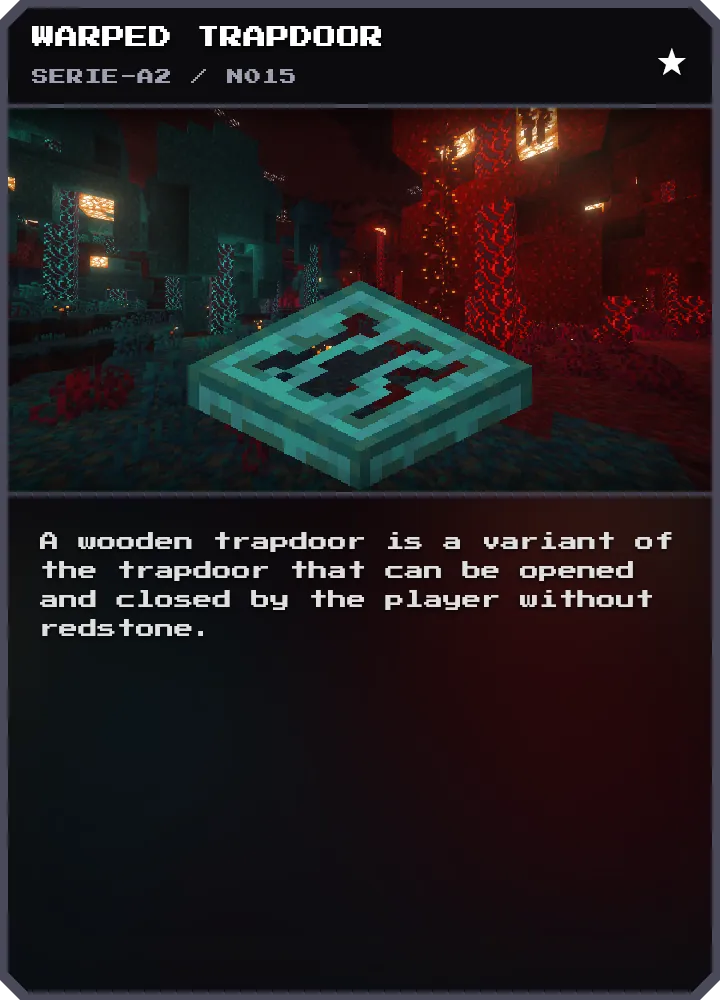 WARPED TRAPDOOR
SERIE-A2 / NO15
A wooden trapdoor is a variant of
the trapdoor that can be opened
and closed by the player without
redstone.